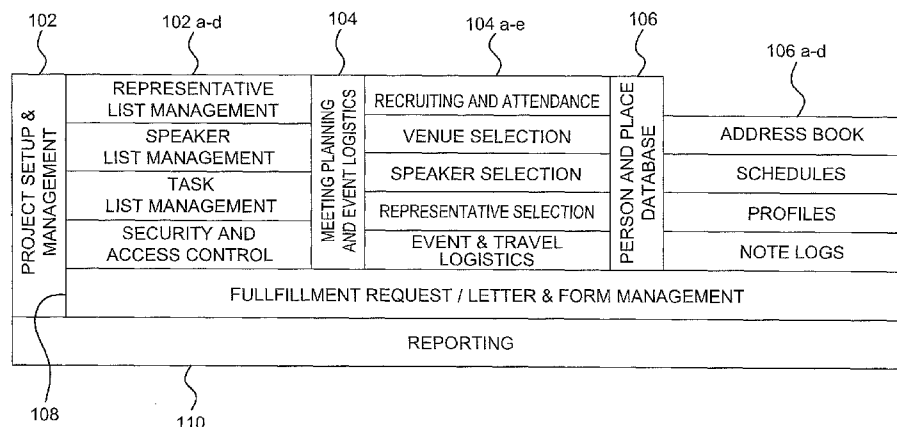 102
102 a-d
104
104 a-e
106
106 a-d
PROJECT SETUP &
MANAGEMENT
REPRESENTATIVE
LIST MANAGEMENT
SPEAKER
LIST MANAGEMENT
TASK
LIST MANAGEMENT
SECURITY AND
ACCESS CONTROL
MEETING PLANNING
AND EVENT LOGISTICS
RECRUITING AND ATTENDANCE
VENUE SELECTION
SPEAKER SELECTION
REPRESENTATIVE SELECTION
EVENT & TRAVEL
LOGISTICS
PERSON AND PLACE
DATABASE
ADDRESS BOOK
SCHEDULES
PROFILES
NOTE LOGS
FULLFILLMENT REQUEST / LETTER & FORM MANAGEMENT
REPORTING
108
110